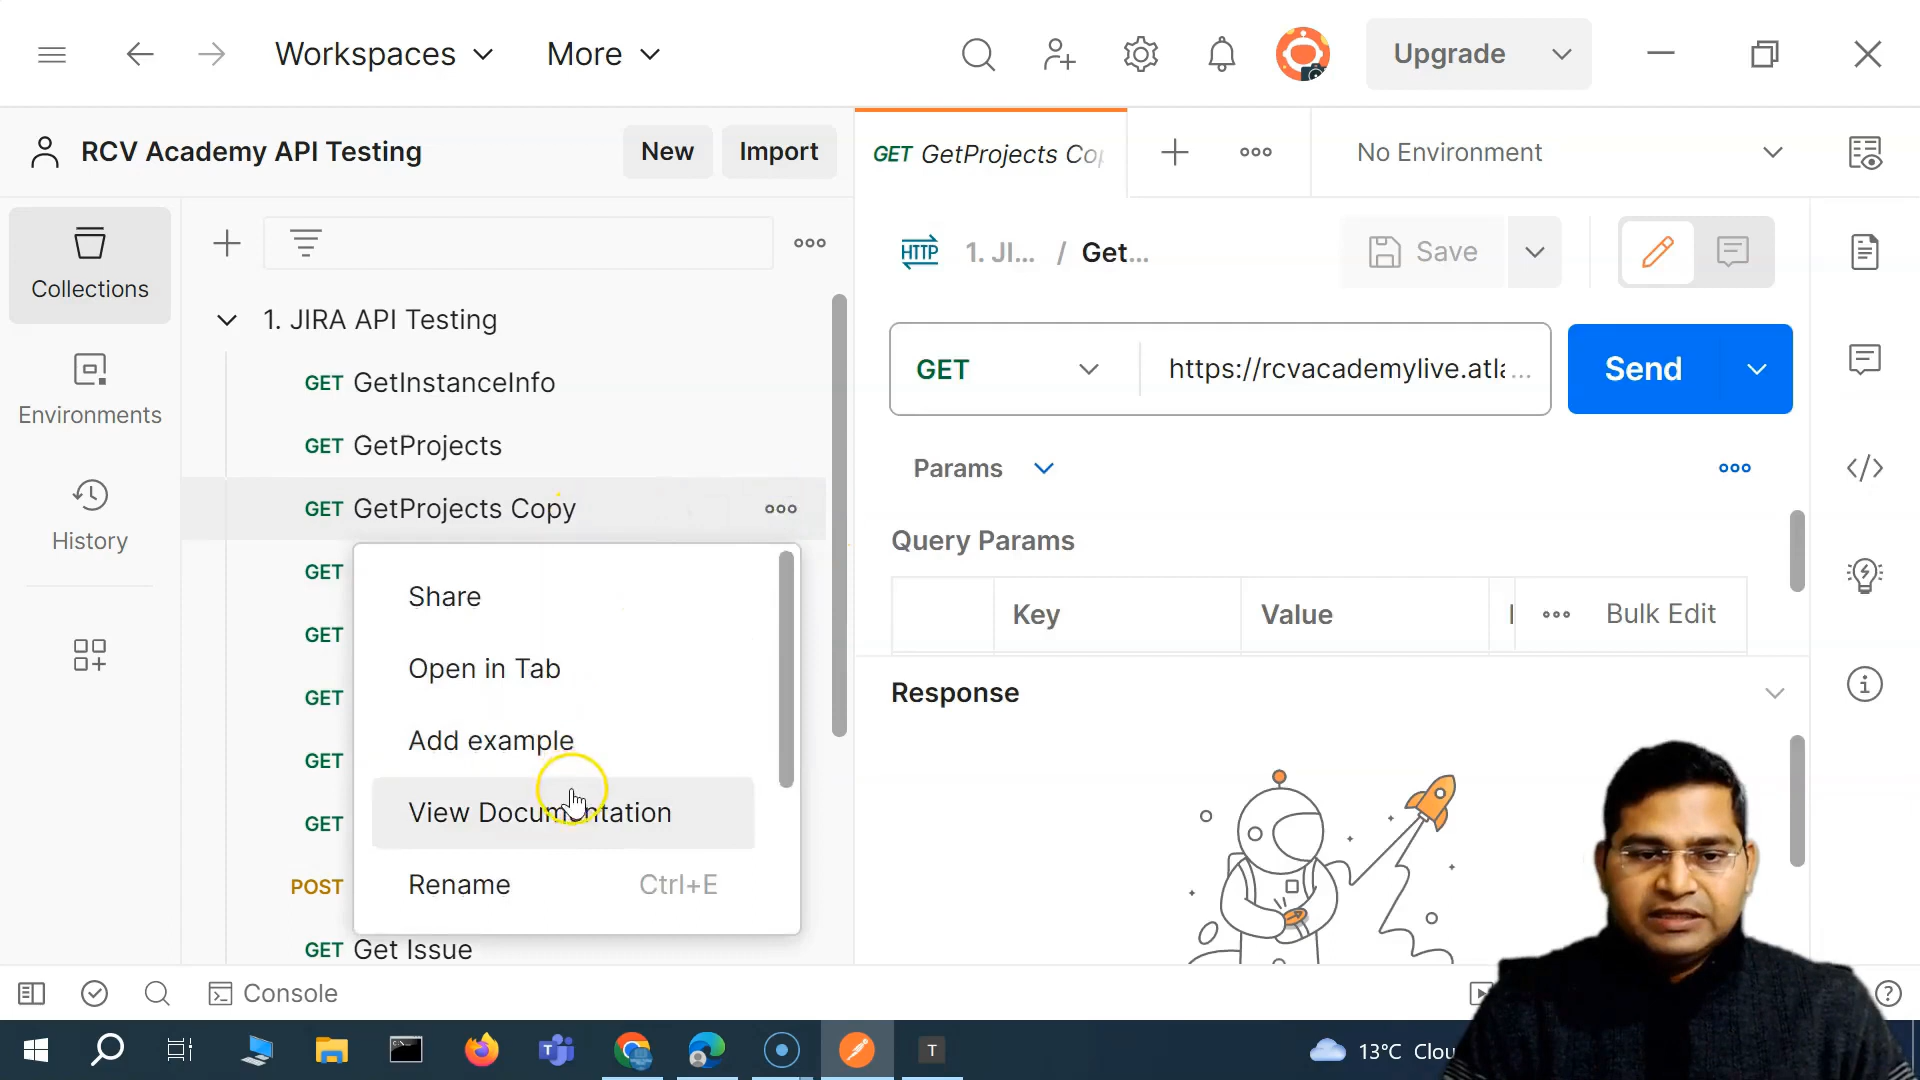 Workspaces
More
Upgrade
RCV Academy API Testing
New
Import
GET GetProjects Co
No Environment
Collections
HTTP
1. JI... / Get...
Save
1. JIRA API Testing
GET GetInstanceInfo
GET
https://rcvacademylive.atla...
Send
Environments
GET GetProjects
Params
GET GetProjects Copy
History
Query Params
GET
Share
Key
Value
Bulk Edit
GET
Open in Tab
GET
Response
GET
Add example
GET
View Documentation
POST
Rename
Ctrl+E
GET Get Issue
Console
T
T
13°C Clou